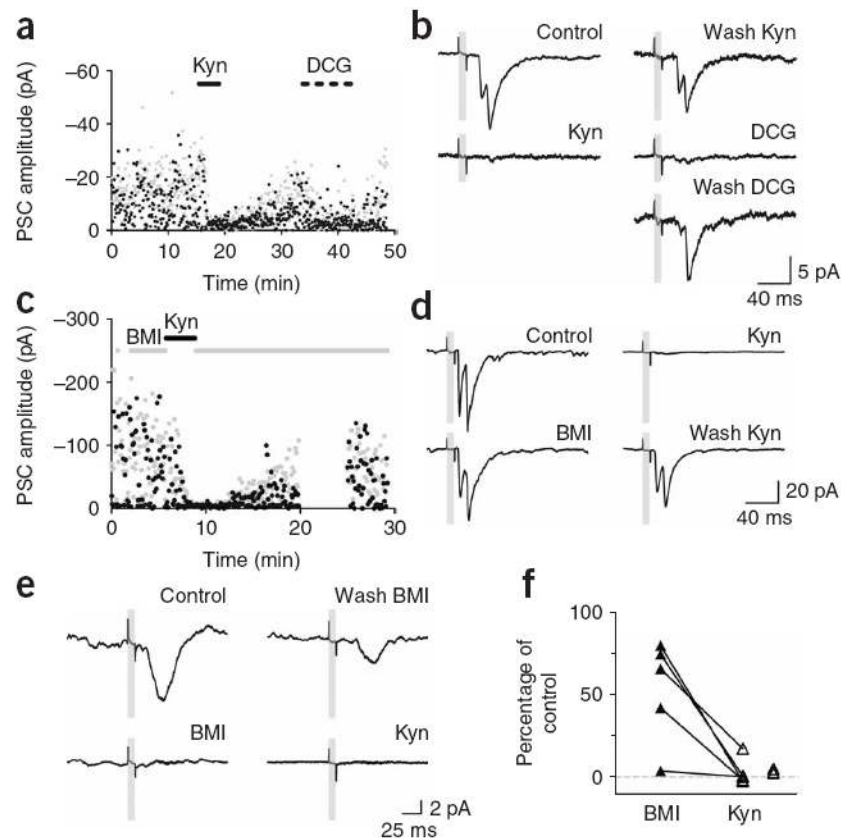 a
Kyn DCG
PSC amplitude (pA)
–60
–40
–20
0
0 10 20 30 40 50
Time (min)
b
Control Wash Kyn
Kyn DCG
Wash DCG
5 pA
40 ms
c
Kyn
BMI
PSC amplitude (pA)
–300
–200
–100
0
0 10 20 30
Time (min)
d
Control Kyn
BMI Wash Kyn
20 pA
40 ms
e
Control Wash BMI
BMI Kyn
2 pA
25 ms
f
Percentage of
control
100
50
0
BMI Kyn